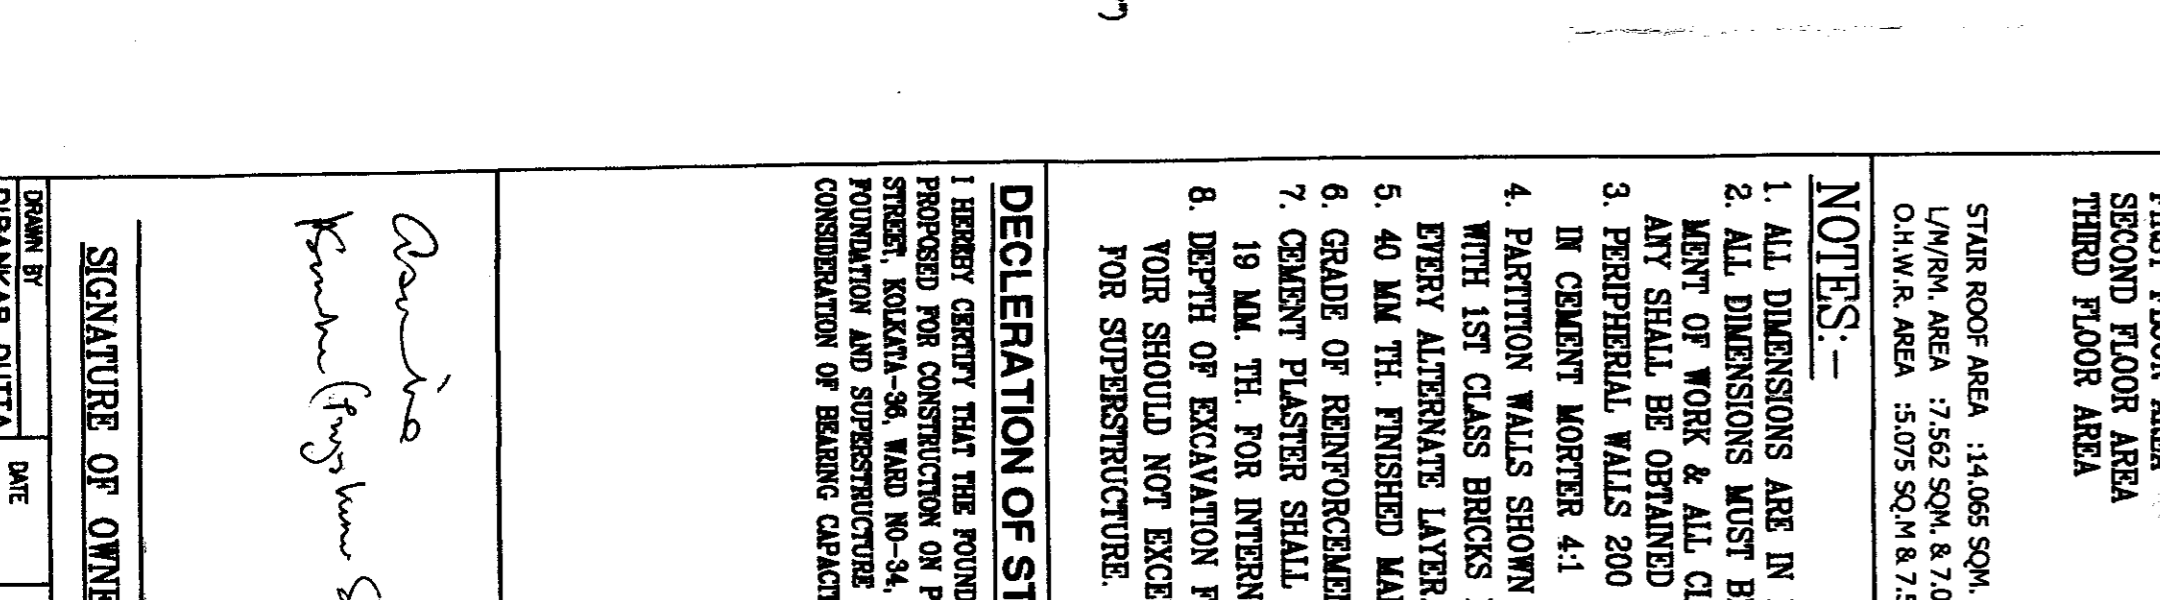 SECOND FLOOR AREA
THIRD FLOOR AREA
STAIR ROOF AREA :14.065 SQM.
L/M/RM. AREA :7.562 SQM. & 7.0
O.H.W.R. AREA :5.075 SQ.M & 7.5
NOTES:—
1. ALL DIMENSIONS ARE IN
2. ALL DIMENSIONS MUST B
MENT OF WORK & ALL CL
ANY SHALL BE OBTAINED
3. PERIPHERIAL WALLS 200
IN CEMENT MORTER 4:1
4. PARTITION WALLS SHOWN
WITH 1ST CLASS BRICKS
EVERY ALTERNATE LAYER.
5. 40 MM TH. FINISHED MA
6. GRADE OF REINFORCEME
7. CEMENT PLASTER SHALL
19 MM. TH. FOR INTERN
8. DEPTH OF EXCAVATION F
VOIR SHOULD NOT EXCE
FOR SUPERSTRUCTURE.
DECLERATION OF ST
I HEREBY CERTIFY THAT THE FOUND
PROPOSED FOR CONSTRUCTION ON P
STREET, KOLKATA-36, WARD NO-34,
FOUNDATION AND SUPERSTRUCTURE
CONSIDERATION OF BEARING CAPACIT
SIGNATURE OF OWNE
DRAWN BY
DATE